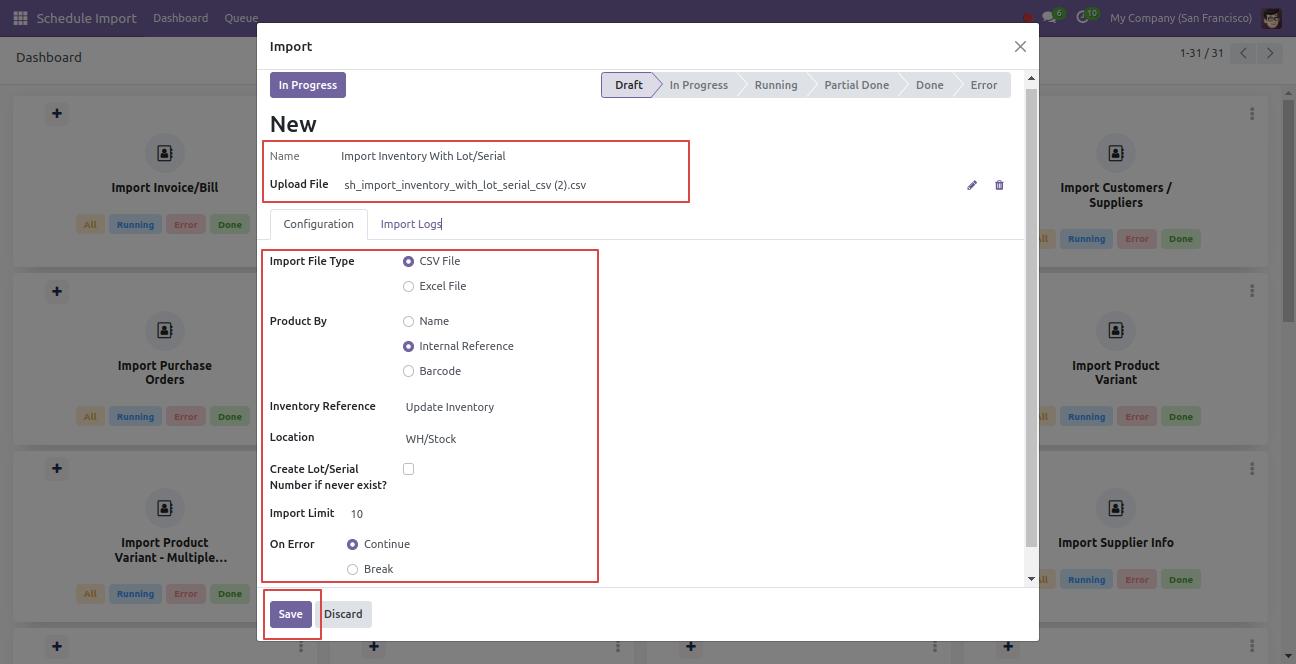 Schedule Import Dashboard Queue 6 10 My Company (San Francisco)
Dashboard
1-31 / 31
Import
In Progress
Draft In Progress Running Partial Done Done Error
New
Name Import Inventory With Lot/Serial
Upload File sh_import_inventory_with_lot_serial_csv (2).csv
Configuration Import Logs
Import File Type CSV File
Excel File
Product By Name
Internal Reference
Barcode
Inventory Reference Update Inventory
Location WH/Stock
Create Lot/Serial
Number if never exist?
Import Limit 10
On Error Continue
Break
Save Discard
Import Invoice/Bill
All Running Error Done
Import Purchase
Orders
All Running Error Done
Import Product
Variant - Multiple...
All Running Error Done
Import Customers /
Suppliers
Running Error Done
Import Product
Variant
Running Error Done
Import Supplier Info
Running Error Done